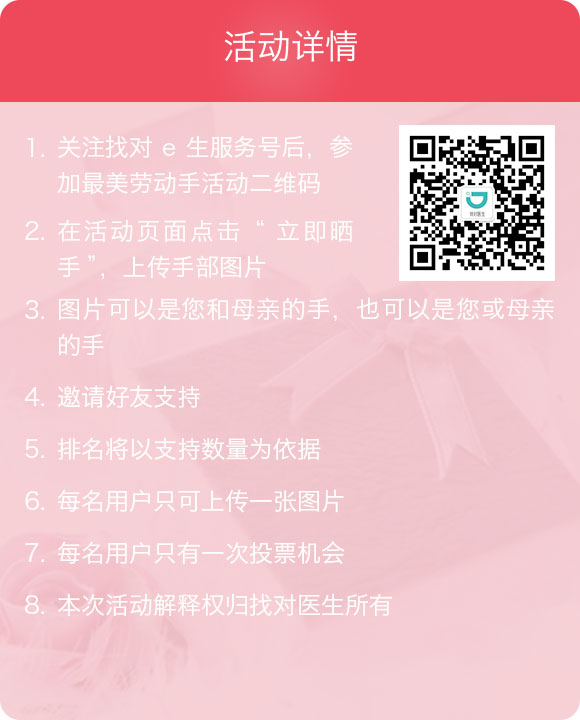 活动详情
1. 关注找对 e 生服务号后，参
加最美劳动手活动二维码
2. 在活动页面点击 “ 立即晒
手 ”，上传手部图片
3. 图片可以是您和母亲的手，也可以是您或母亲
的手
4. 邀请好友支持
5. 排名将以支持数量为依据
6. 每名用户只可上传一张图片
7. 每名用户只有一次投票机会
8. 本次活动解释权归找对医生所有
找对医生